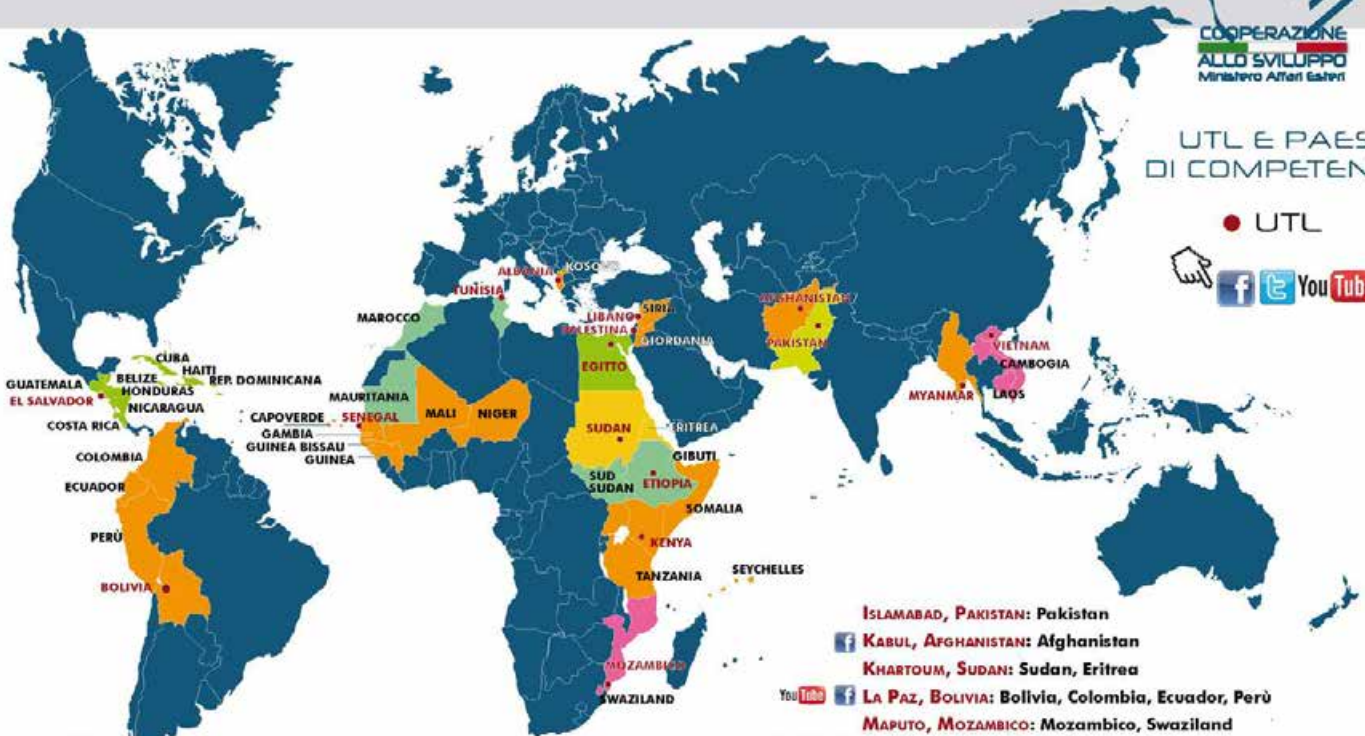 COOPERAZIONE
ALLO SVILUPPO
Ministero Affari Esteri
UTL E PAES
DI COMPETEN
UTL
f t You Tub
KOSOVO
ALBANIA
TUNISIA
MAROCCO
SIRIA
LIBANO
PALESTINA
GIORDANIA
AFGHANISTAN
PAKISTAN
EGITTO
VIETNAM
CAMBOGIA
LAOS
MYANMAR
CUBA
HAITI
REP. DOMINICANA
GUATEMALA
BELIZE
HONDURAS
EL SALVADOR
NICARAGUA
COSTA RICA
MAURITANIA
CAPOVERDE
SENEGAL
MALI
NIGER
GAMBIA
GUINEA BISSAU
GUINEA
SUDAN
ERITREA
GIBUTI
SUD
SUDAN
ETIOPIA
SOMALIA
COLOMBIA
ECUADOR
PERÙ
BOLIVIA
KENYA
TANZANIA
SEYCHELLES
MOZAMBICO
SWAZILAND
ISLAMABAD, PAKISTAN: Pakistan
f KABUL, AFGHANISTAN: Afghanistan
KHARTOUM, SUDAN: Sudan, Eritrea
You Tube f LA PAZ, BOLIVIA: Bolivia, Colombia, Ecuador, Perù
MAPUTO, MOZAMBICO: Mozambico, Swaziland